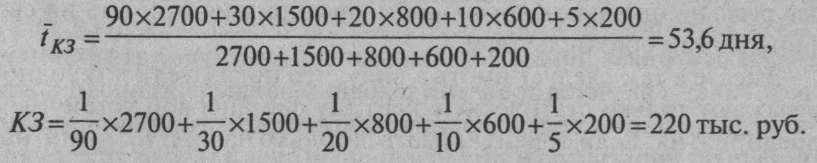 t̄_КЗ = (90×2700+30×1500+20×800+10×600+5×200)/(2700+1500+800+600+200) = 53,6 дня,
КЗ = 1/90×2700+1/30×1500+1/20×800+1/10×600+1/5×200=220 тыс. руб.